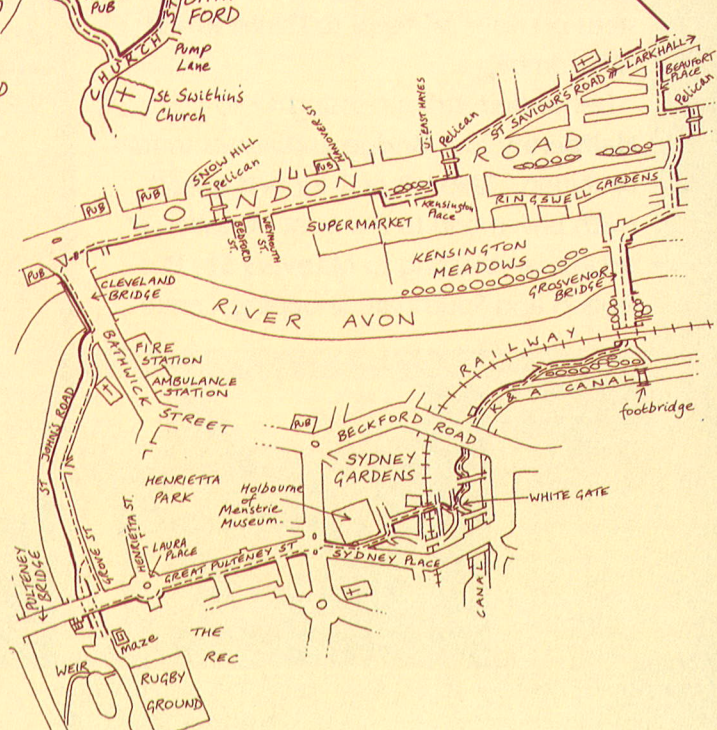 PUB
FORD
CHURCH ST
Pump
Lane
St Swithin's
Church
LARKHALL
BEAUFORT
PLACE
Pelican
ST SAVIOUR'S ROAD
U. EAST HAYES
Pelican
HANOVER ST
SNOW HILL
Pelican
PUB
PUB
PUB
LONDON ROAD
RINGSWELL GARDENS
Kensington
Place
BEDFORD
ST.
WEYMOUTH
ST.
SUPERMARKET
KENSINGTON
MEADOWS
PUB
CLEVELAND
BRIDGE
GROSVENOR
BRIDGE
RIVER AVON
BATHWICK
STREET
FIRE
STATION
AMBULANCE
STATION
RAILWAY
K & A CANAL
footbridge
ST JOHN'S ROAD
PUB
BECKFORD ROAD
SYDNEY
GARDENS
HENRIETTA
PARK
Holbourne
of
Menstrie
Museum.
WHITE GATE
HENRIETTA ST.
GROVE ST
LAURA
PLACE
GREAT PULTENEY ST
SYDNEY PLACE
CANAL
PULTENEY
BRIDGE
Maze
THE
REC
WEIR
RUGBY
GROUND